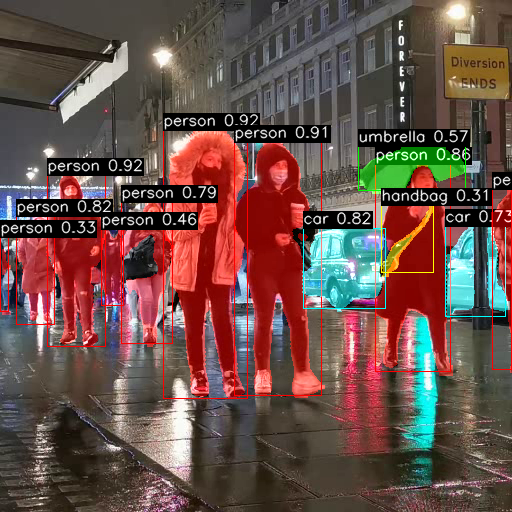 FOREVER
Diversion
ENDS
person 0.92
person 0.91
umbrella 0.57
person 0.86
person 0.92
person 0.79
handbag 0.31
pe
person 0.82
person 0.46
car 0.82
car 0.73
person 0.33